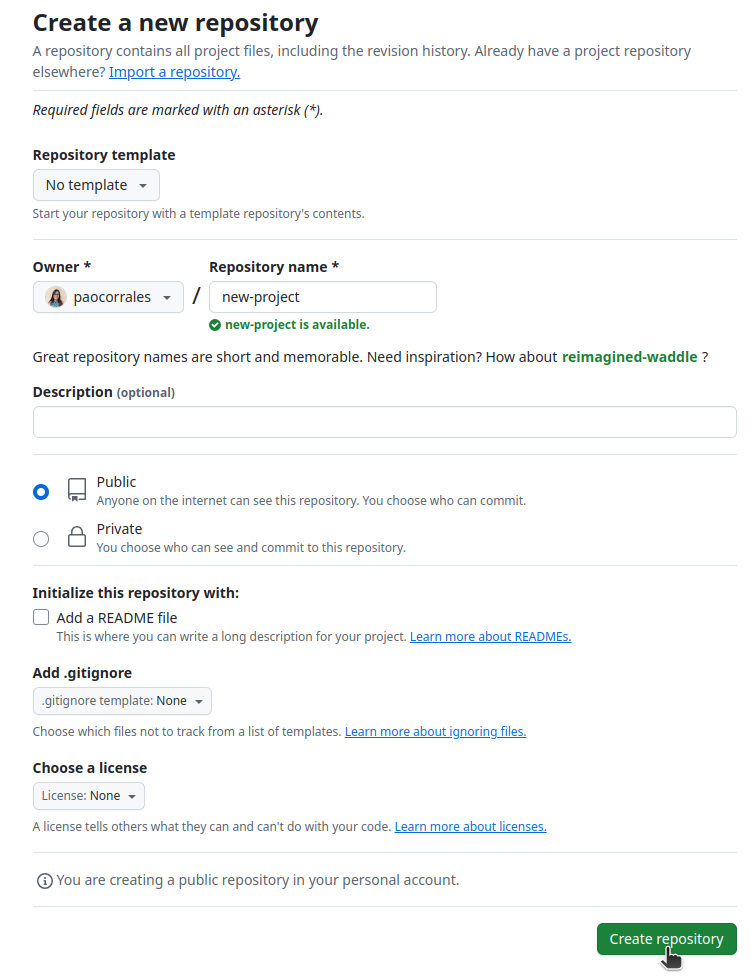 Create a new repository
A repository contains all project files, including the revision history. Already have a project repository
elsewhere? Import a repository.
Required fields are marked with an asterisk (*).
Repository template
No template
Start your repository with a template repository's contents.
Owner * Repository name *
paocorrales / new-project
new-project is available.
Great repository names are short and memorable. Need inspiration? How about reimagined-waddle ?
Description (optional)
Public
Anyone on the internet can see this repository. You choose who can commit.
Private
You choose who can see and commit to this repository.
Initialize this repository with:
Add a README file
This is where you can write a long description for your project. Learn more about READMEs.
Add .gitignore
.gitignore template: None
Choose which files not to track from a list of templates. Learn more about ignoring files.
Choose a license
License: None
A license tells others what they can and can't do with your code. Learn more about licenses.
You are creating a public repository in your personal account.
Create repository